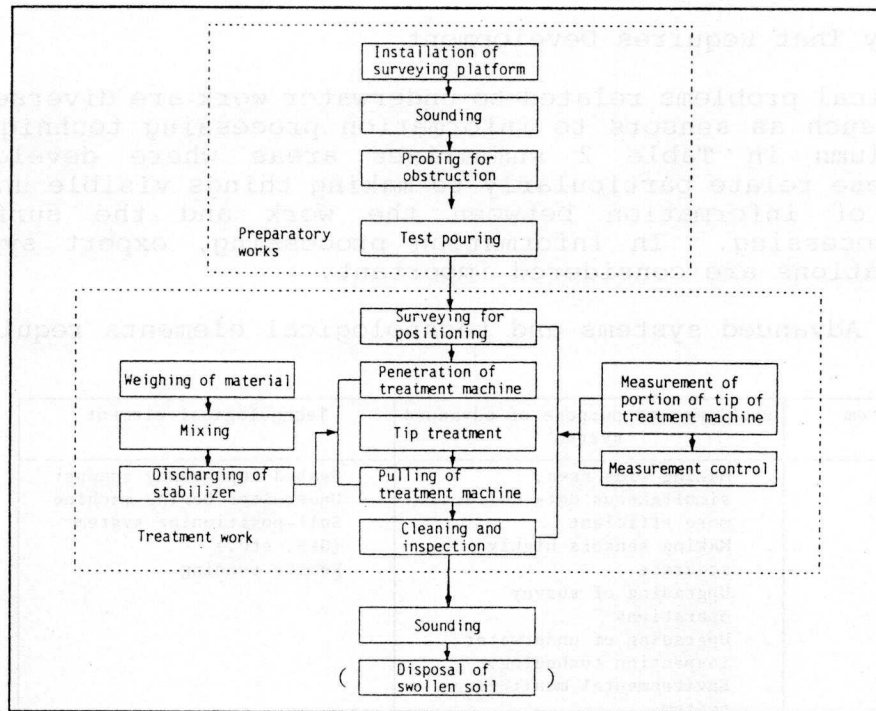 Installation of
surveying platform
Sounding
Probing for
obstruction
Test pouring
Preparatory
works
Surveying for
positioning
Weighing of material
Mixing
Discharging of
stabilizer
Penetration of
treatment machine
Tip treatment
Pulling of
treatment machine
Cleaning and
inspection
Measurement of
portion of tip of
treatment machine
Measurement control
Treatment work
Sounding
( Disposal of )
swollen soil